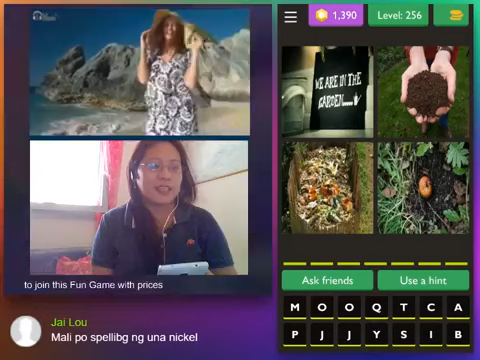 1,390
Level: 256
WE ARE IN THE
GARDEN.....
Ask friends
Use a hint
M O O Q T C A
P J J Y S I B
to join this Fun Game with prices
Jai Lou
Mali po spellibg ng una nickel